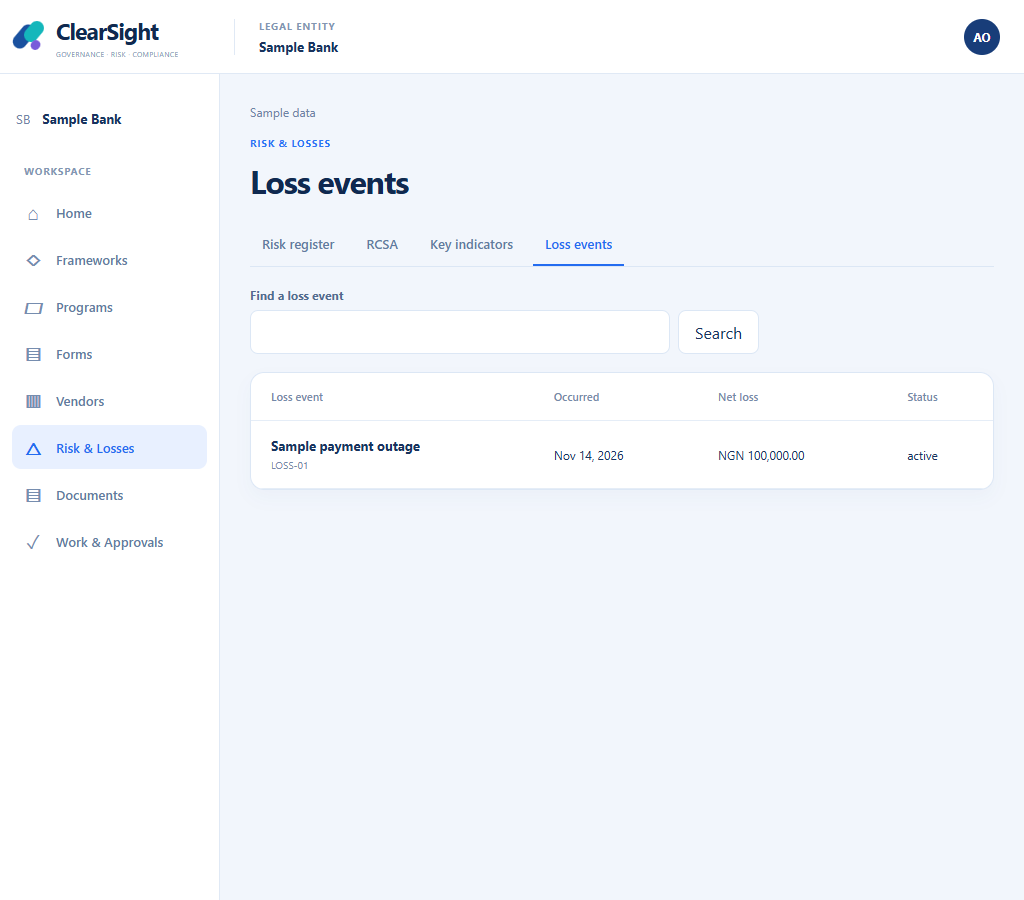 ClearSight
GOVERNANCE · RISK · COMPLIANCE
LEGAL ENTITY
Sample Bank
AO
SB Sample Bank
WORKSPACE
Home
Frameworks
Programs
Forms
Vendors
Risk & Losses
Documents
Work & Approvals
Sample data
RISK & LOSSES
Loss events
Risk register RCSA Key indicators Loss events
Find a loss event
Search
Loss event Occurred Net loss Status
Sample payment outage Nov 14, 2026 NGN 100,000.00 active
LOSS-01